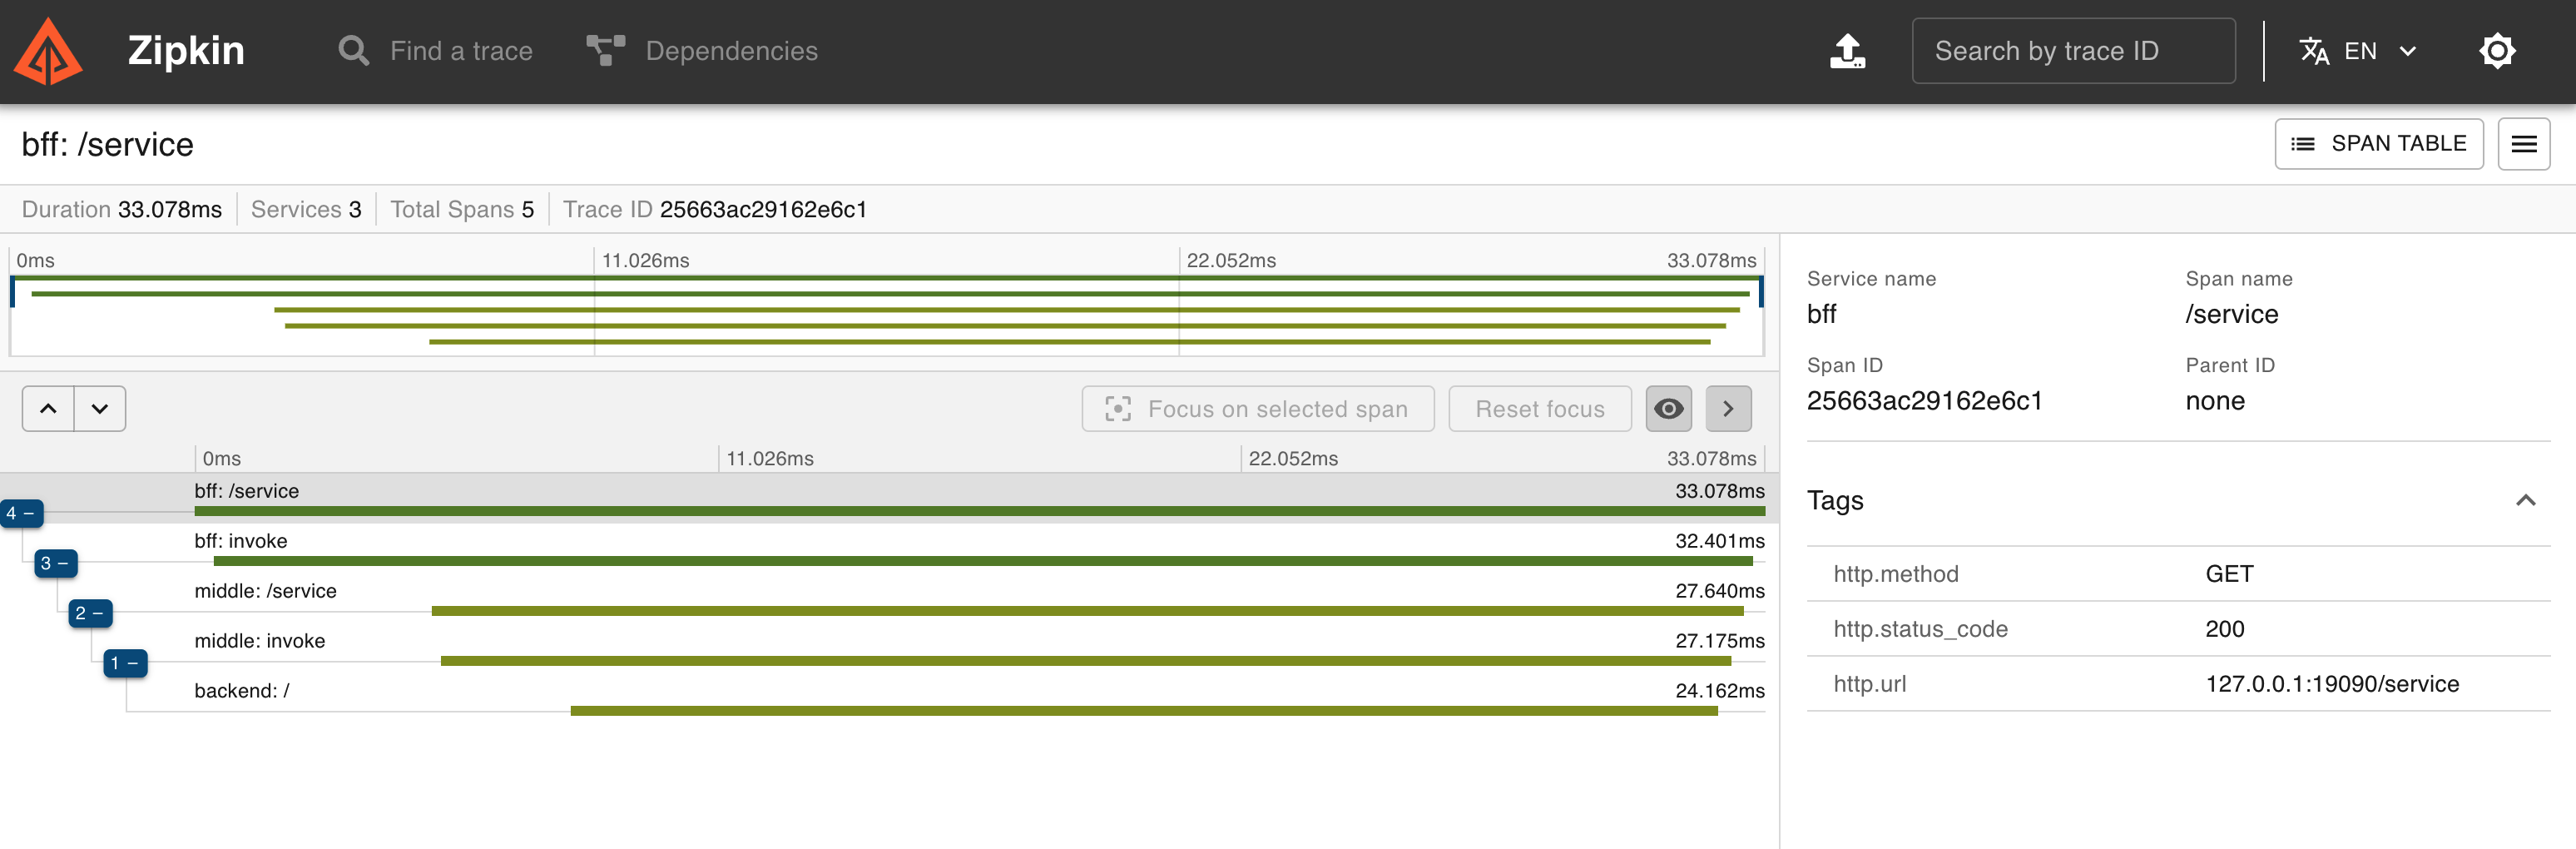 Zipkin Find a trace Dependencies Search by trace ID EN
bff: /service SPAN TABLE
Duration 33.078ms Services 3 Total Spans 5 Trace ID 25663ac29162e6c1
0ms 11.026ms 22.052ms 33.078ms
Focus on selected span Reset focus
0ms 11.026ms 22.052ms 33.078ms
bff: /service 33.078ms
4 −
bff: invoke 32.401ms
3 −
middle: /service 27.640ms
2 −
middle: invoke 27.175ms
1 −
backend: / 24.162ms
Service name Span name
bff /service
Span ID Parent ID
25663ac29162e6c1 none
Tags
http.method GET
http.status_code 200
http.url 127.0.0.1:19090/service